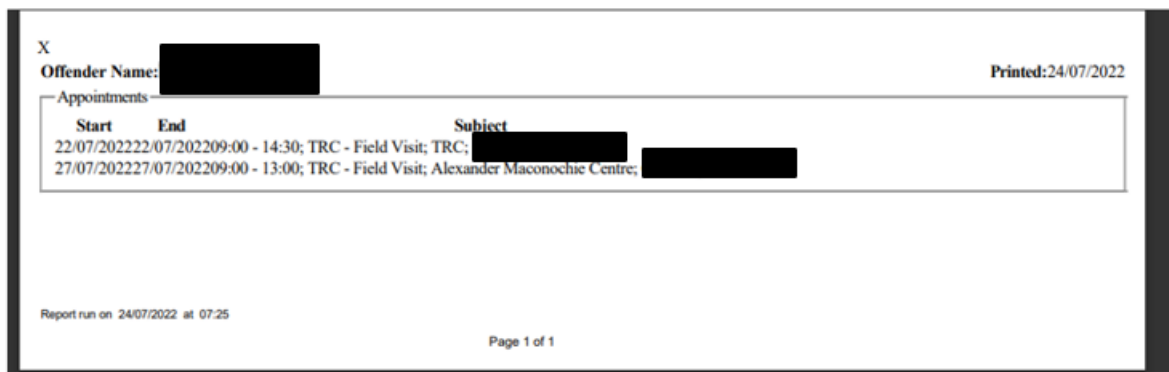 X
Offender Name:
Printed:24/07/2022
Appointments
Start End Subject
22/07/202222/07/202209:00 - 14:30; TRC - Field Visit; TRC;
27/07/202227/07/202209:00 - 13:00; TRC - Field Visit; Alexander Maconochie Centre;
Report run on 24/07/2022 at 07:25
Page 1 of 1